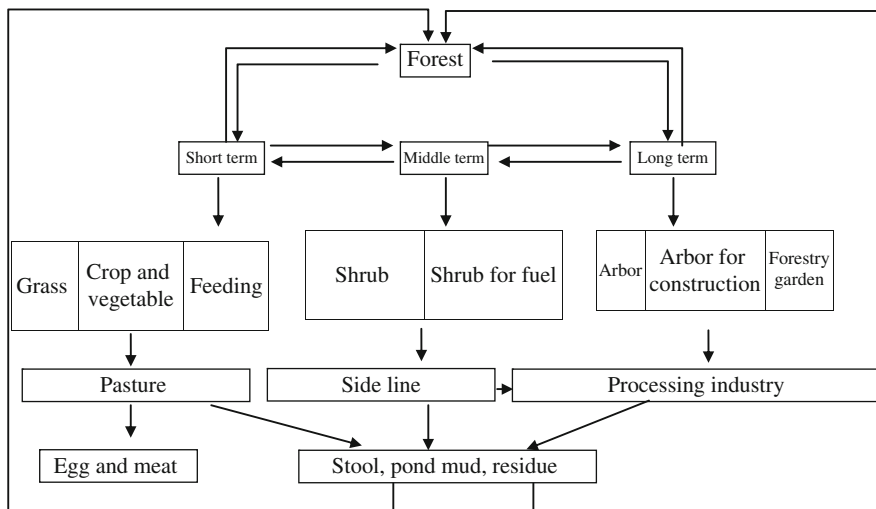 Forest
Short term
Middle term
Long term
Grass
Crop and
vegetable
Feeding
Shrub
Shrub for fuel
Arbor
Arbor for
construction
Forestry
garden
Pasture
Side line
Processing industry
Egg and meat
Stool, pond mud, residue